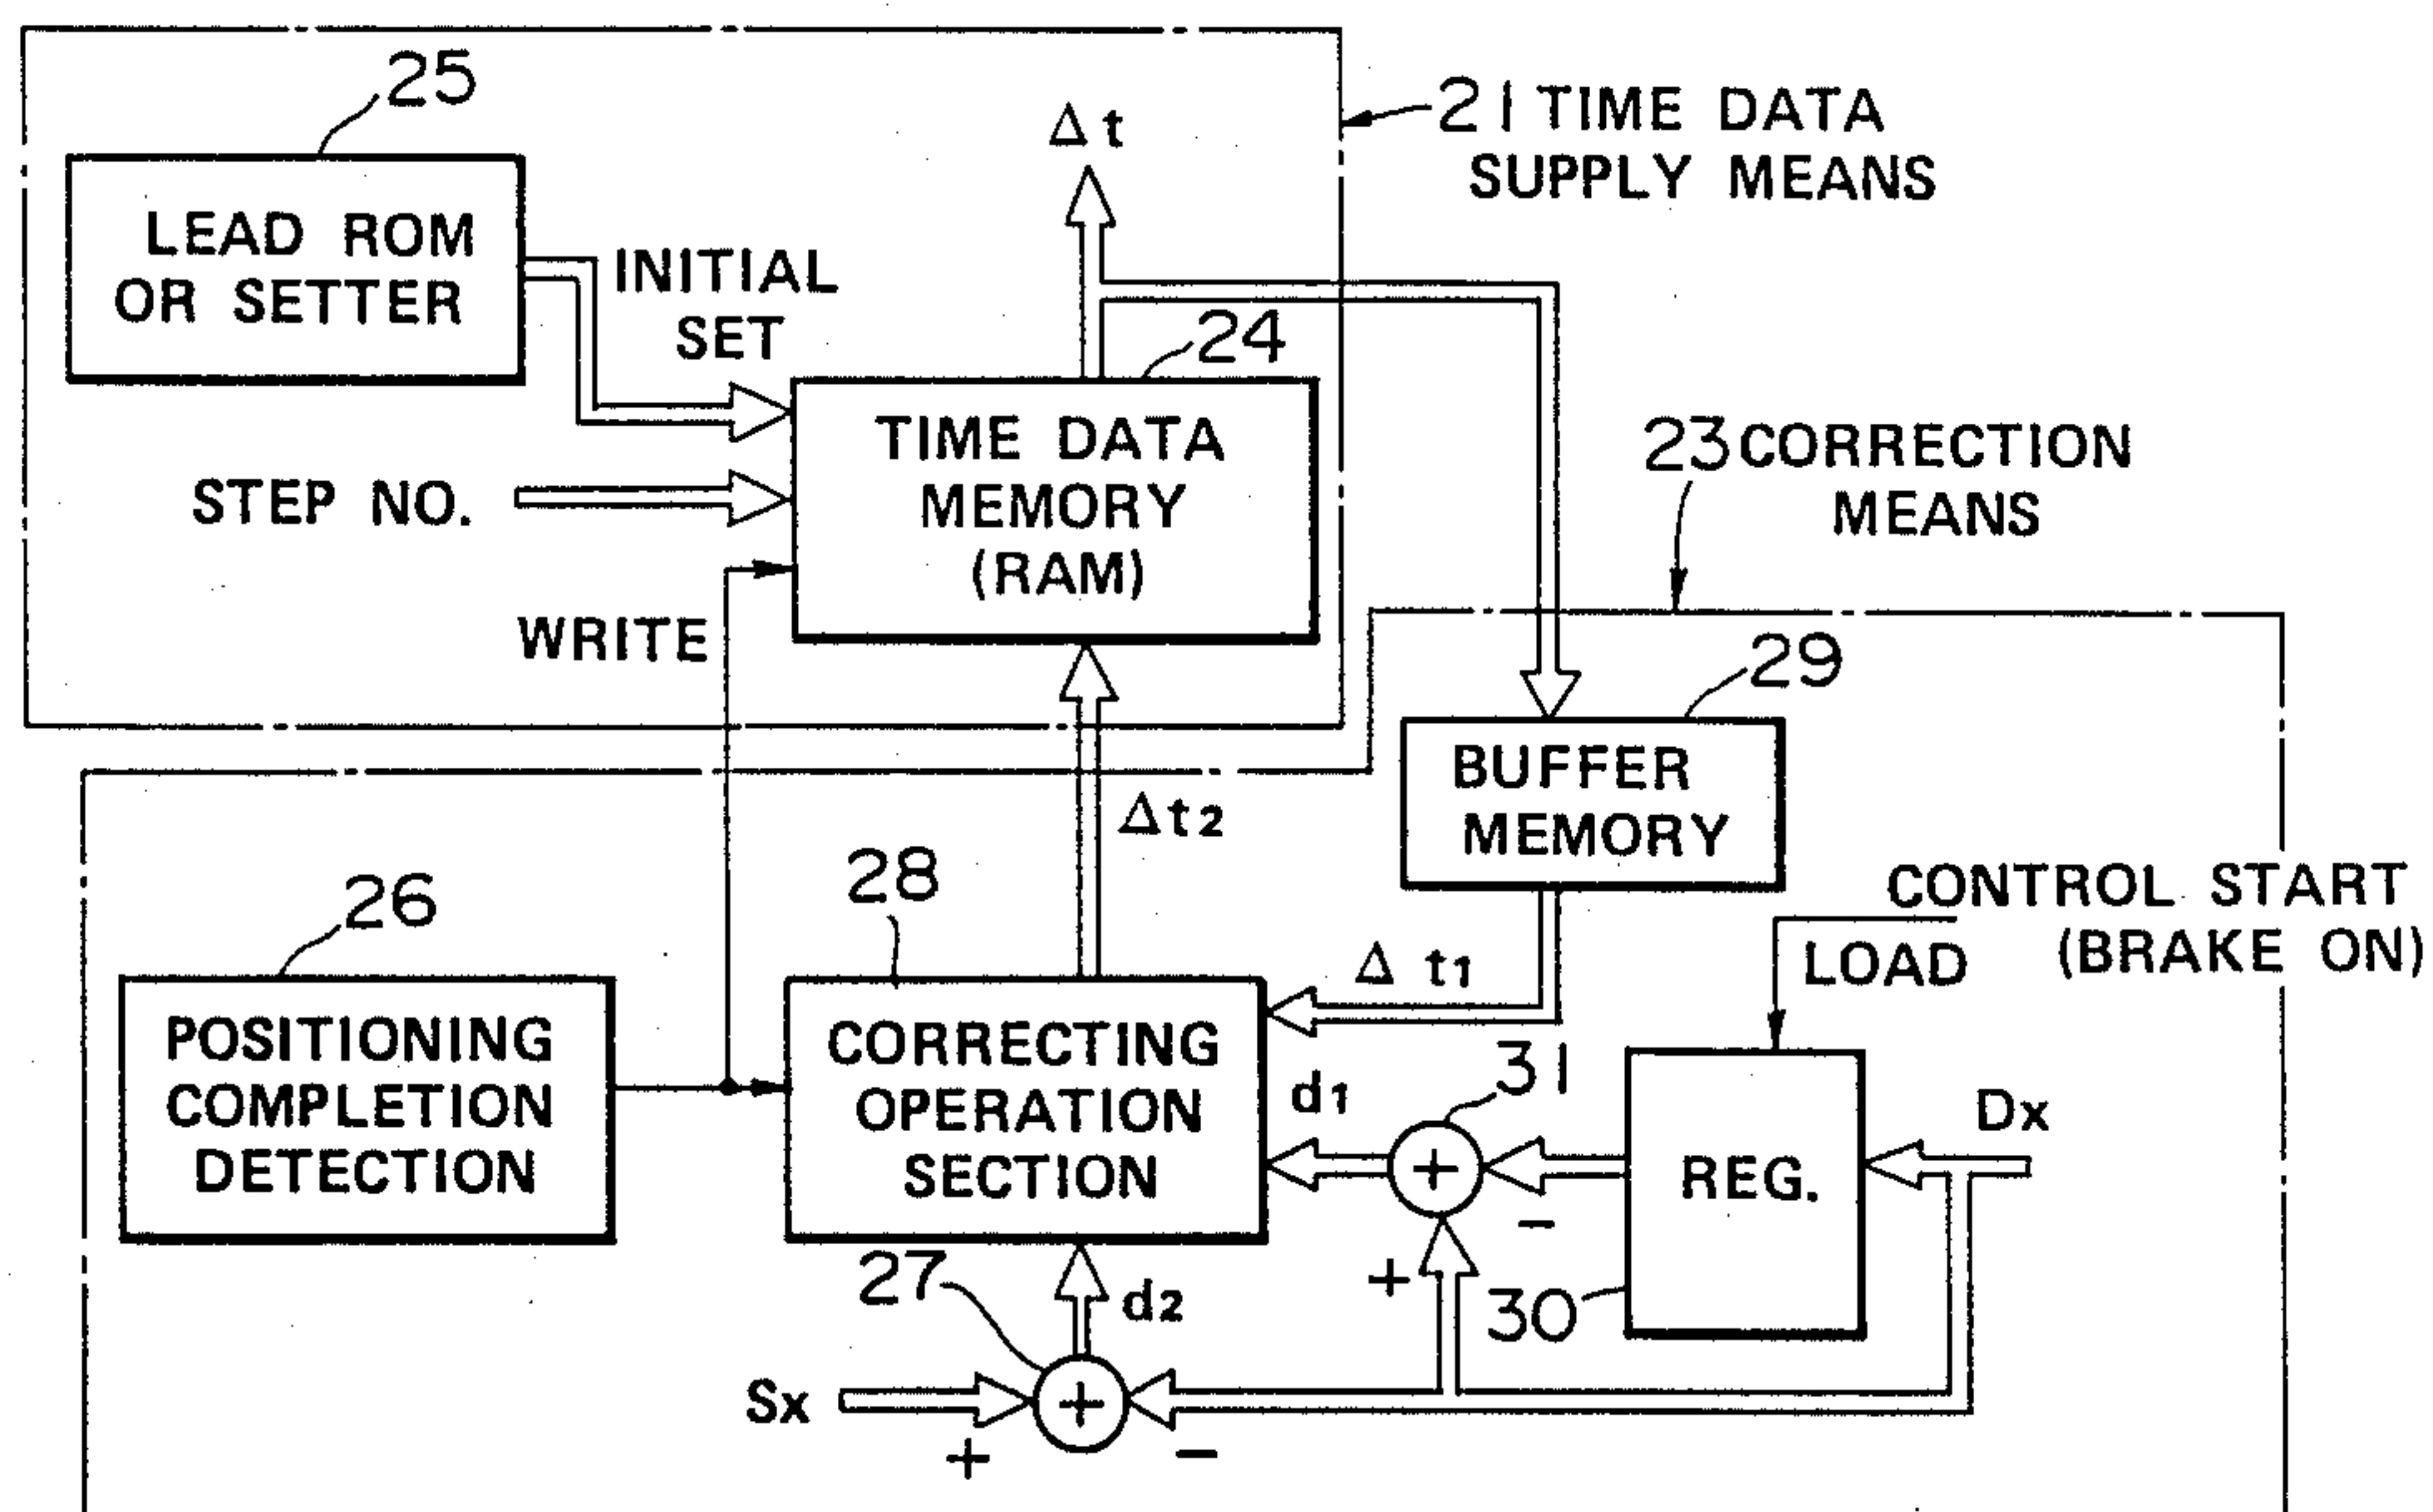 25
Δt
21 TIME DATA
SUPPLY MEANS
LEAD ROM
OR SETTER
INITIAL
SET
24
TIME DATA
MEMORY
(RAM)
STEP NO.
WRITE
23 CORRECTION
MEANS
29
BUFFER
MEMORY
Δt2
28
26
CONTROL START
(BRAKE ON)
LOAD
Δ t1
POSITIONING
COMPLETION
DETECTION
CORRECTING
OPERATION
SECTION
d1
31
REG.
Dx
-
+
30
27
d2
+
+
Sx
+
-